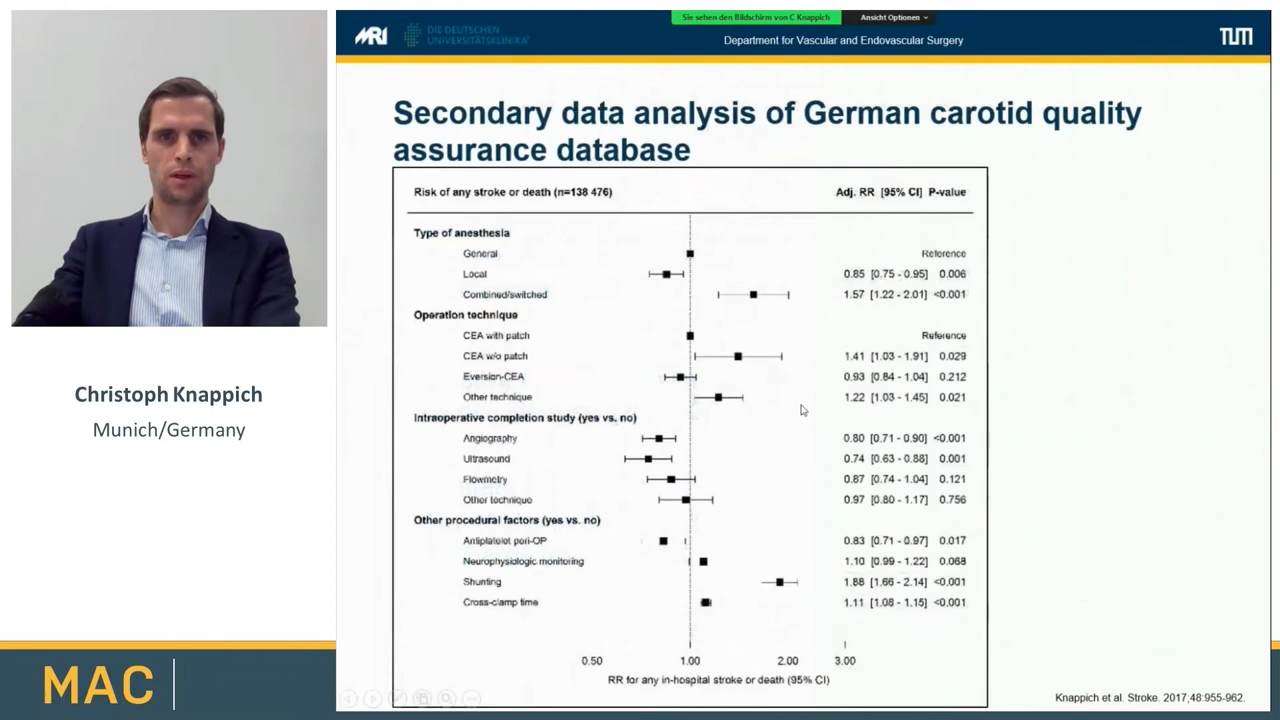 Sie sehen den Bildschirm von C Knappich
Ansicht Optionen
MRI
DIE DEUTSCHEN
UNIVERSITÄTSKLINIKA
Department for Vascular and Endovascular Surgery
TUM
Secondary data analysis of German carotid quality
assurance database
Risk of any stroke or death (n=138 476) Adj. RR [95% CI] P-value
Type of anesthesia
General Reference
Local 0.85 [0.75 - 0.95] 0.006
Combined/switched 1.57 [1.22 - 2.01] <0.001
Operation technique
CEA with patch Reference
CEA w/o patch 1.41 [1.03 - 1.91] 0.029
Eversion-CEA 0.93 [0.84 - 1.04] 0.212
Other technique 1.22 [1.03 - 1.45] 0.021
Intraoperative completion study (yes vs. no)
Angiography 0.80 [0.71 - 0.90] <0.001
Ultrasound 0.74 [0.63 - 0.88] 0.001
Flowmetry 0.87 [0.74 - 1.04] 0.121
Other technique 0.97 [0.80 - 1.17] 0.756
Other procedural factors (yes vs. no)
Antiplatelet peri-OP 0.83 [0.71 - 0.97] 0.017
Neurophysiologic monitoring 1.10 [0.99 - 1.22] 0.068
Shunting 1.88 [1.66 - 2.14] <0.001
Cross-clamp time 1.11 [1.08 - 1.15] <0.001
0.50 1.00 2.00 3.00
RR for any in-hospital stroke or death (95% CI)
Knappich et al. Stroke. 2017;48:955-962.
Christoph Knappich
Munich/Germany
MAC